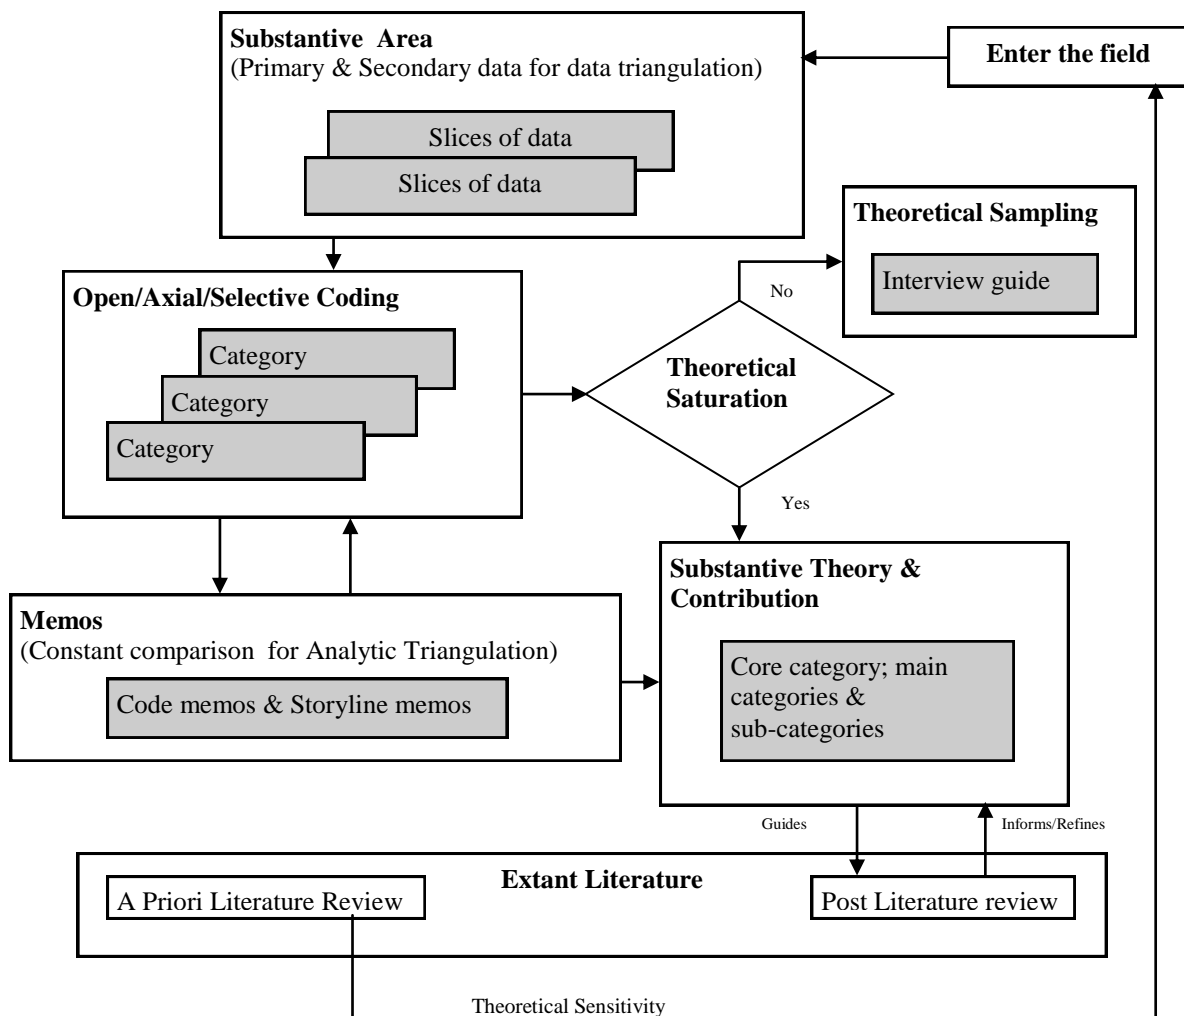 Substantive Area
(Primary & Secondary data for data triangulation)
Slices of data
Slices of data
Enter the field
Theoretical Sampling
Interview guide
Open/Axial/Selective Coding
Category
Category
Category
No
Theoretical
Saturation
Yes
Memos
(Constant comparison for Analytic Triangulation)
Code memos & Storyline memos
Substantive Theory &
Contribution
Core category; main
categories &
sub-categories
Guides
Informs/Refines
Extant Literature
A Priori Literature Review
Post Literature review
Theoretical Sensitivity